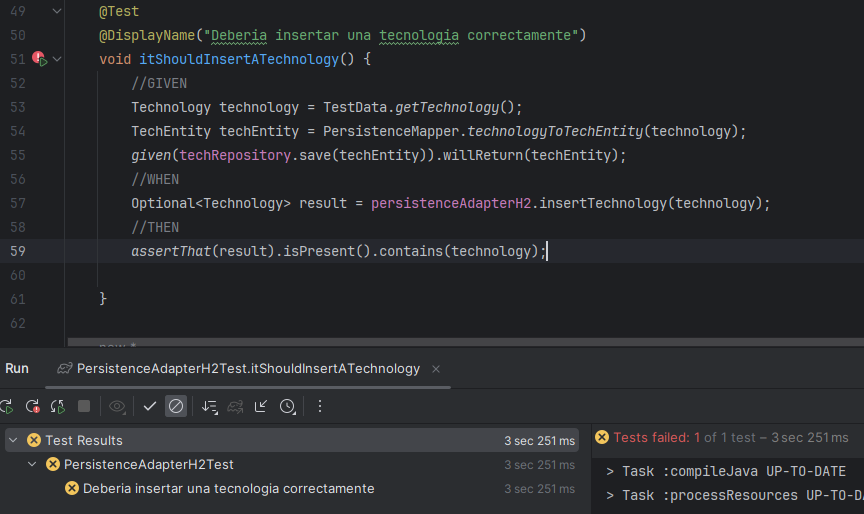 49 @Test
50 @DisplayName("Deberia insertar una tecnologia correctamente")
51 void itShouldInsertATechnology() {
52 //GIVEN
53 Technology technology = TestData.getTechnology();
54 TechEntity techEntity = PersistenceMapper.technologyToTechEntity(technology);
55 given(techRepository.save(techEntity)).willReturn(techEntity);
56 //WHEN
57 Optional<Technology> result = persistenceAdapterH2.insertTechnology(technology);
58 //THEN
59 assertThat(result).isPresent().contains(technology);
60
61 }
62
Run PersistenceAdapterH2Test.itShouldInsertATechnology
Test Results 3 sec 251 ms
PersistenceAdapterH2Test 3 sec 251 ms
Deberia insertar una tecnologia correctamente 3 sec 251 ms
Tests failed: 1 of 1 test – 3 sec 251 ms
> Task :compileJava UP-TO-DATE
> Task :processResources UP-TO-DA